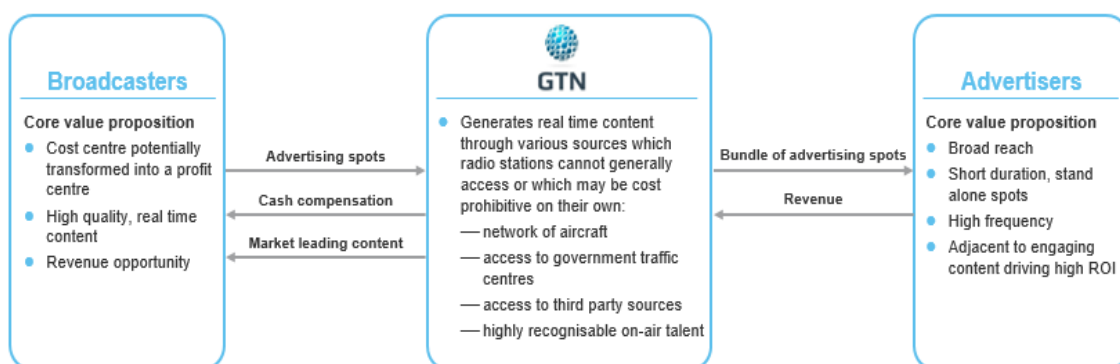 Broadcasters
Core value proposition
Cost centre potentially
transformed into a profit
centre
High quality, real time
content
Revenue opportunity
Advertising spots
Cash compensation
Market leading content
GTN
Generates real time content
through various sources which
radio stations cannot generally
access or which may be cost
prohibitive on their own:
— network of aircraft
— access to government traffic
centres
— access to third party sources
— highly recognisable on-air talent
Bundle of advertising spots
Revenue
Advertisers
Core value proposition
Broad reach
Short duration, stand
alone spots
High frequency
Adjacent to engaging
content driving high ROI